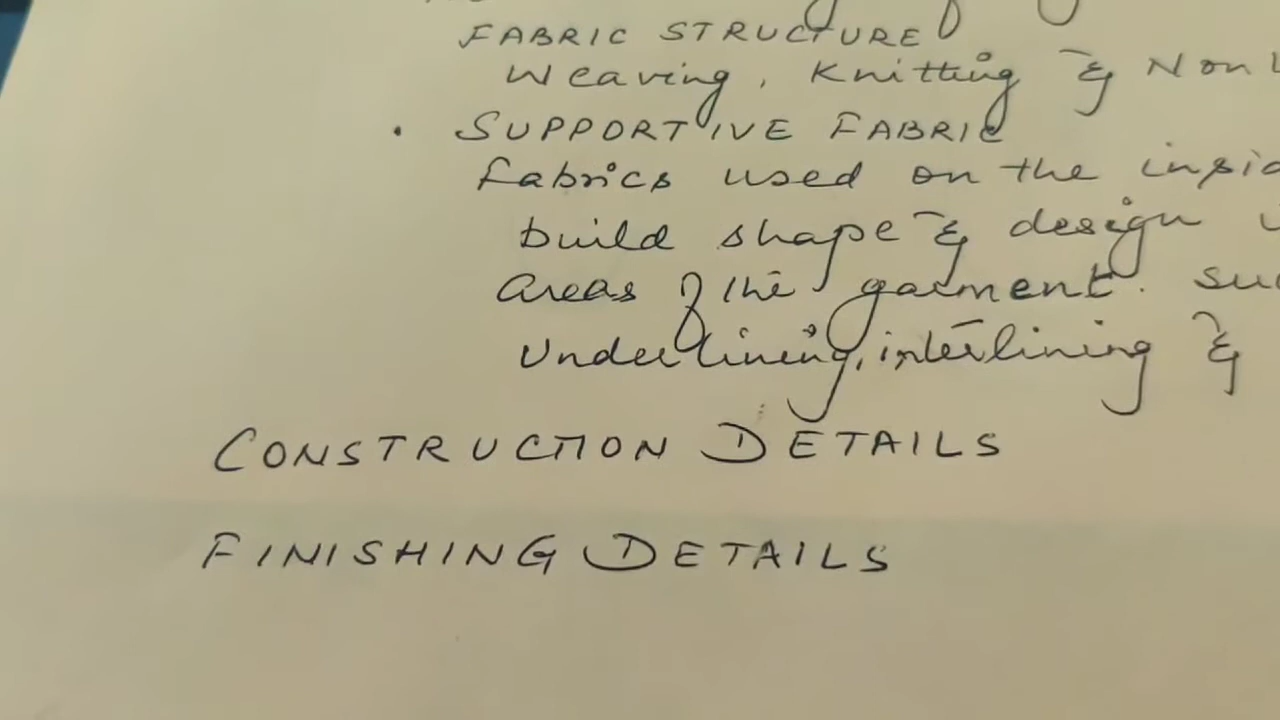 FABRIC STRUCTURE
Weaving, Knitting & Non
• SUPPORTIVE FABRIC
fabrics used on the
build shape & design
areas of the garment.
Underlining, interlining &
CONSTRUCTION DETAILS
FINISHING DETAILS